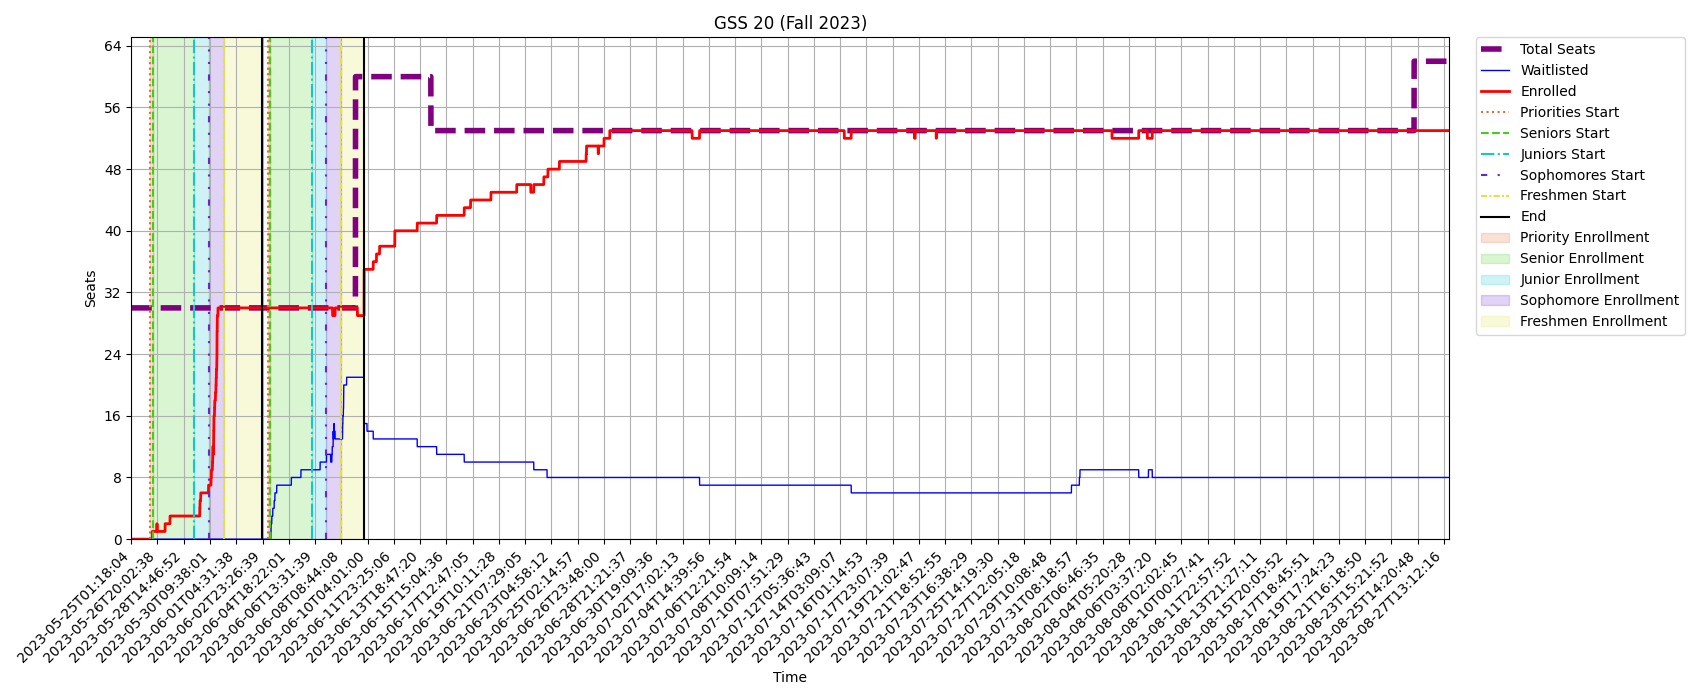 GSS 20 (Fall 2023)
64
56
48
40
32
24
16
8
0
Seats
2023-05-25T01:18:04
2023-05-26T20:02:38
2023-05-28T14:46:52
2023-05-30T09:38:01
2023-06-01T04:31:38
2023-06-02T23:26:39
2023-06-04T18:22:01
2023-06-06T13:31:39
2023-06-08T08:44:08
2023-06-10T04:01:00
2023-06-11T23:25:06
2023-06-13T18:47:20
2023-06-15T15:04:36
2023-06-17T12:47:05
2023-06-19T10:11:28
2023-06-21T07:29:05
2023-06-23T04:58:12
2023-06-25T02:14:57
2023-06-26T23:48:00
2023-06-28T21:21:37
2023-06-30T19:09:36
2023-07-02T17:02:13
2023-07-04T14:39:56
2023-07-06T12:21:54
2023-07-08T10:09:14
2023-07-10T07:51:29
2023-07-12T05:36:43
2023-07-14T03:09:07
2023-07-16T01:14:53
2023-07-17T23:07:39
2023-07-19T21:02:47
2023-07-21T18:52:55
2023-07-23T16:38:29
2023-07-25T14:19:30
2023-07-27T12:05:18
2023-07-29T10:08:48
2023-07-31T08:18:57
2023-08-02T06:46:35
2023-08-04T05:20:28
2023-08-06T03:37:20
2023-08-08T02:02:45
2023-08-10T00:27:41
2023-08-11T22:57:52
2023-08-13T21:27:11
2023-08-15T20:05:52
2023-08-17T18:45:51
2023-08-19T17:24:23
2023-08-21T16:18:50
2023-08-23T15:21:52
2023-08-25T14:20:48
2023-08-27T13:12:16
Time
Total Seats
Waitlisted
Enrolled
Priorities Start
Seniors Start
Juniors Start
Sophomores Start
Freshmen Start
End
Priority Enrollment
Senior Enrollment
Junior Enrollment
Sophomore Enrollment
Freshmen Enrollment